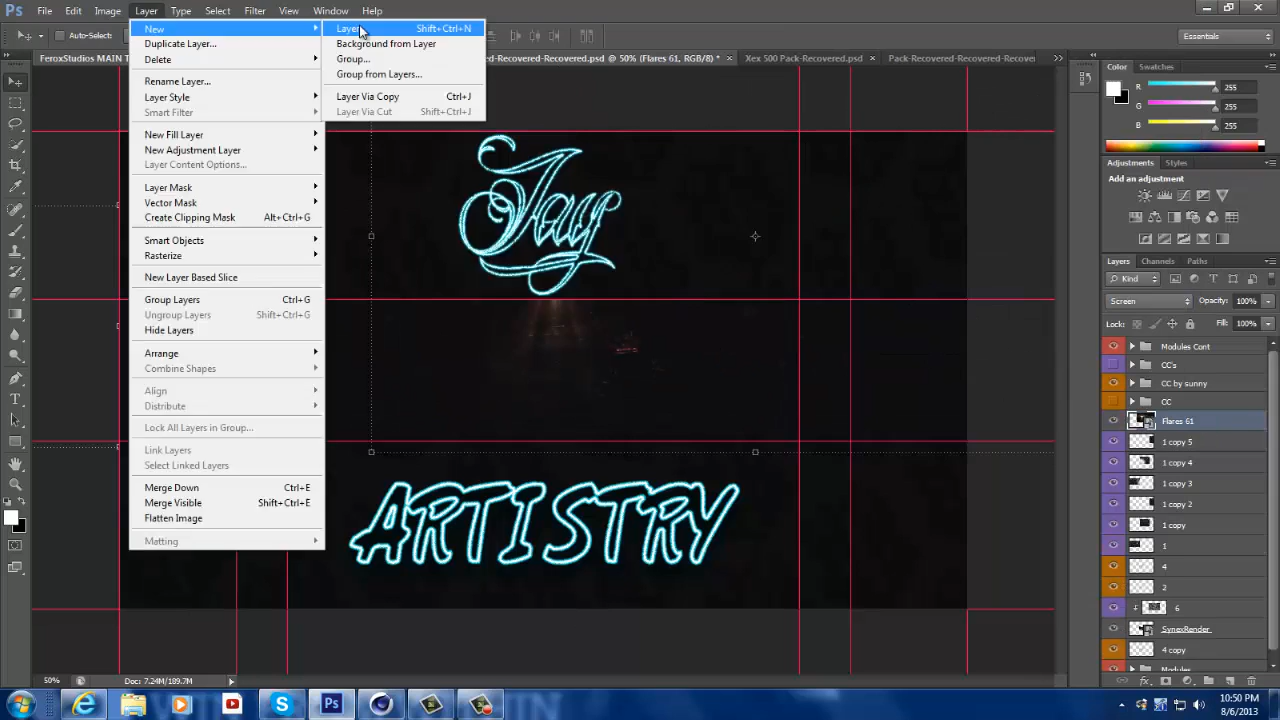 File Edit Image Layer Type Select Filter View Window Help
Auto-Select:
Essentials
FeroxStudios MAIN T
-Recovered-Recovered.psd @ 50% (Flares 61, RGB/8) * ×
Xex 500 Pack-Recovered.psd ×
Pack-Recovered-Recoven
New
Duplicate Layer...
Delete
Rename Layer...
Layer Style
Smart Filter
New Fill Layer
New Adjustment Layer
Layer Content Options...
Layer Mask
Vector Mask
Create Clipping Mask Alt+Ctrl+G
Smart Objects
Rasterize
New Layer Based Slice
Group Layers Ctrl+G
Ungroup Layers Shift+Ctrl+G
Hide Layers
Arrange
Combine Shapes
Align
Distribute
Lock All Layers in Group...
Link Layers
Select Linked Layers
Merge Down Ctrl+E
Merge Visible Shift+Ctrl+E
Flatten Image
Matting
Shift+Ctrl+N
Background from Layer
Group...
Group from Layers...
Layer Via Copy Ctrl+J
Layer Via Cut Shift+Ctrl+J
Jay
ARTISTRY
Color Swatches
R 255
G 255
B 255
Adjustments Styles
Add an adjustment
Layers Channels Paths
Kind
Screen Opacity: 100%
Lock: Fill: 100%
Modules Cont
CC's
CC by sunny
CC
Flares 61
1 copy 5
1 copy 4
1 copy 3
1 copy 2
1 copy
1
4
2
6
SynexRender
4 copy
Modules
50% Doc: 7.24M/189.7M
10:50 PM
8/6/2013